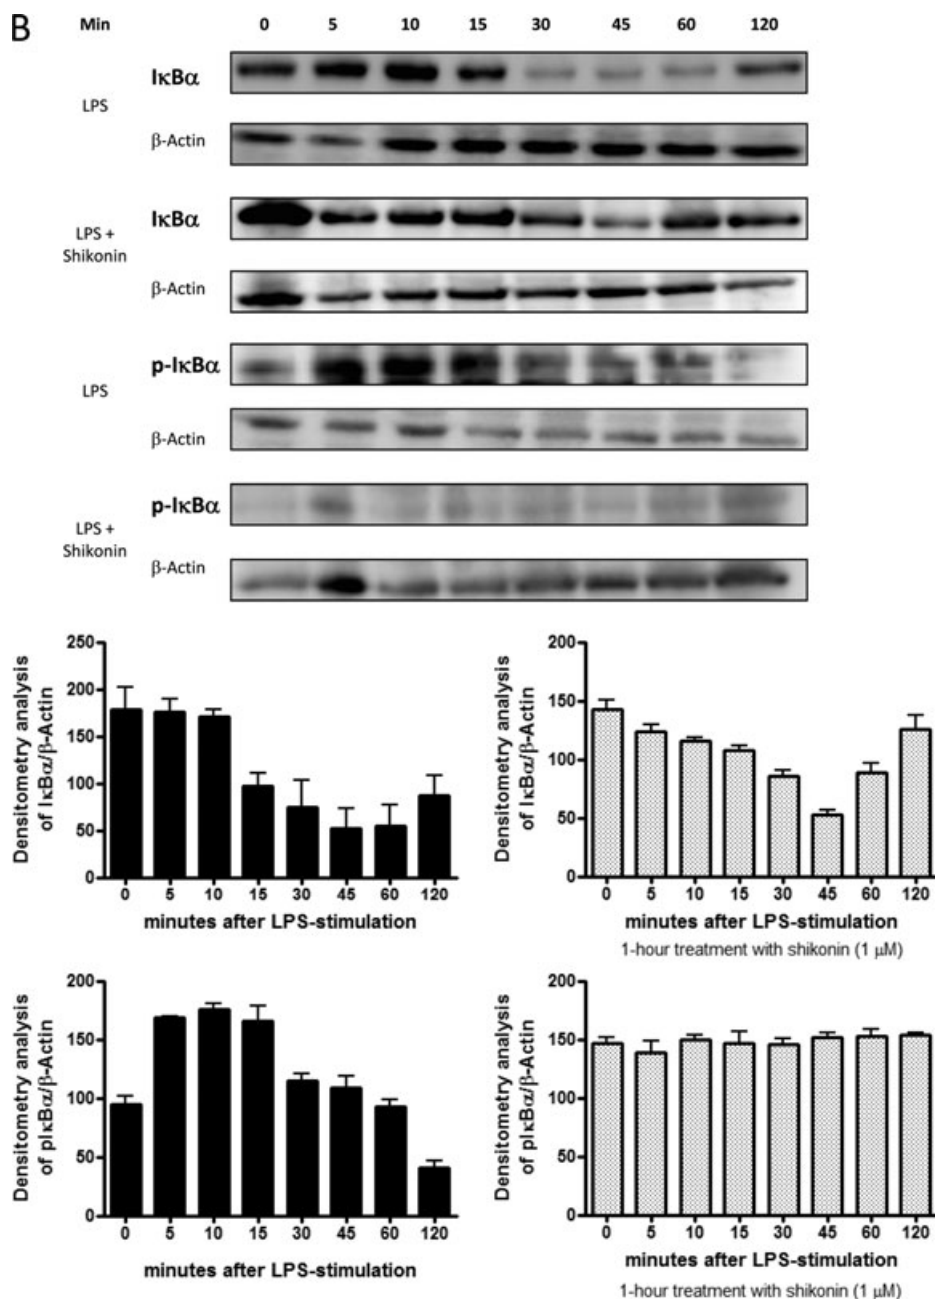 B
Min 0 5 10 15 30 45 60 120
IκBα
LPS
β-Actin
IκBα
LPS +
Shikonin
β-Actin
p-IκBα
LPS
β-Actin
p-IκBα
LPS +
Shikonin
β-Actin
Densitometry analysis
of IκBα/β-Actin
250
200
150
100
50
0
0 5 10 15 30 45 60 120
minutes after LPS-stimulation
Densitometry analysis
of IκBα/β-Actin
200
150
100
50
0
0 5 10 15 30 45 60 120
minutes after LPS-stimulation
1-hour treatment with shikonin (1 μM)
Densitometry analysis
of pIκBα/β-Actin
200
150
100
50
0
0 5 10 15 30 45 60 120
minutes after LPS-stimulation
Densitometry analysis
of pIκBα/β-Actin
200
150
100
50
0
0 5 10 15 30 45 60 120
minutes after LPS-stimulation
1-hour treatment with shikonin (1 μM)